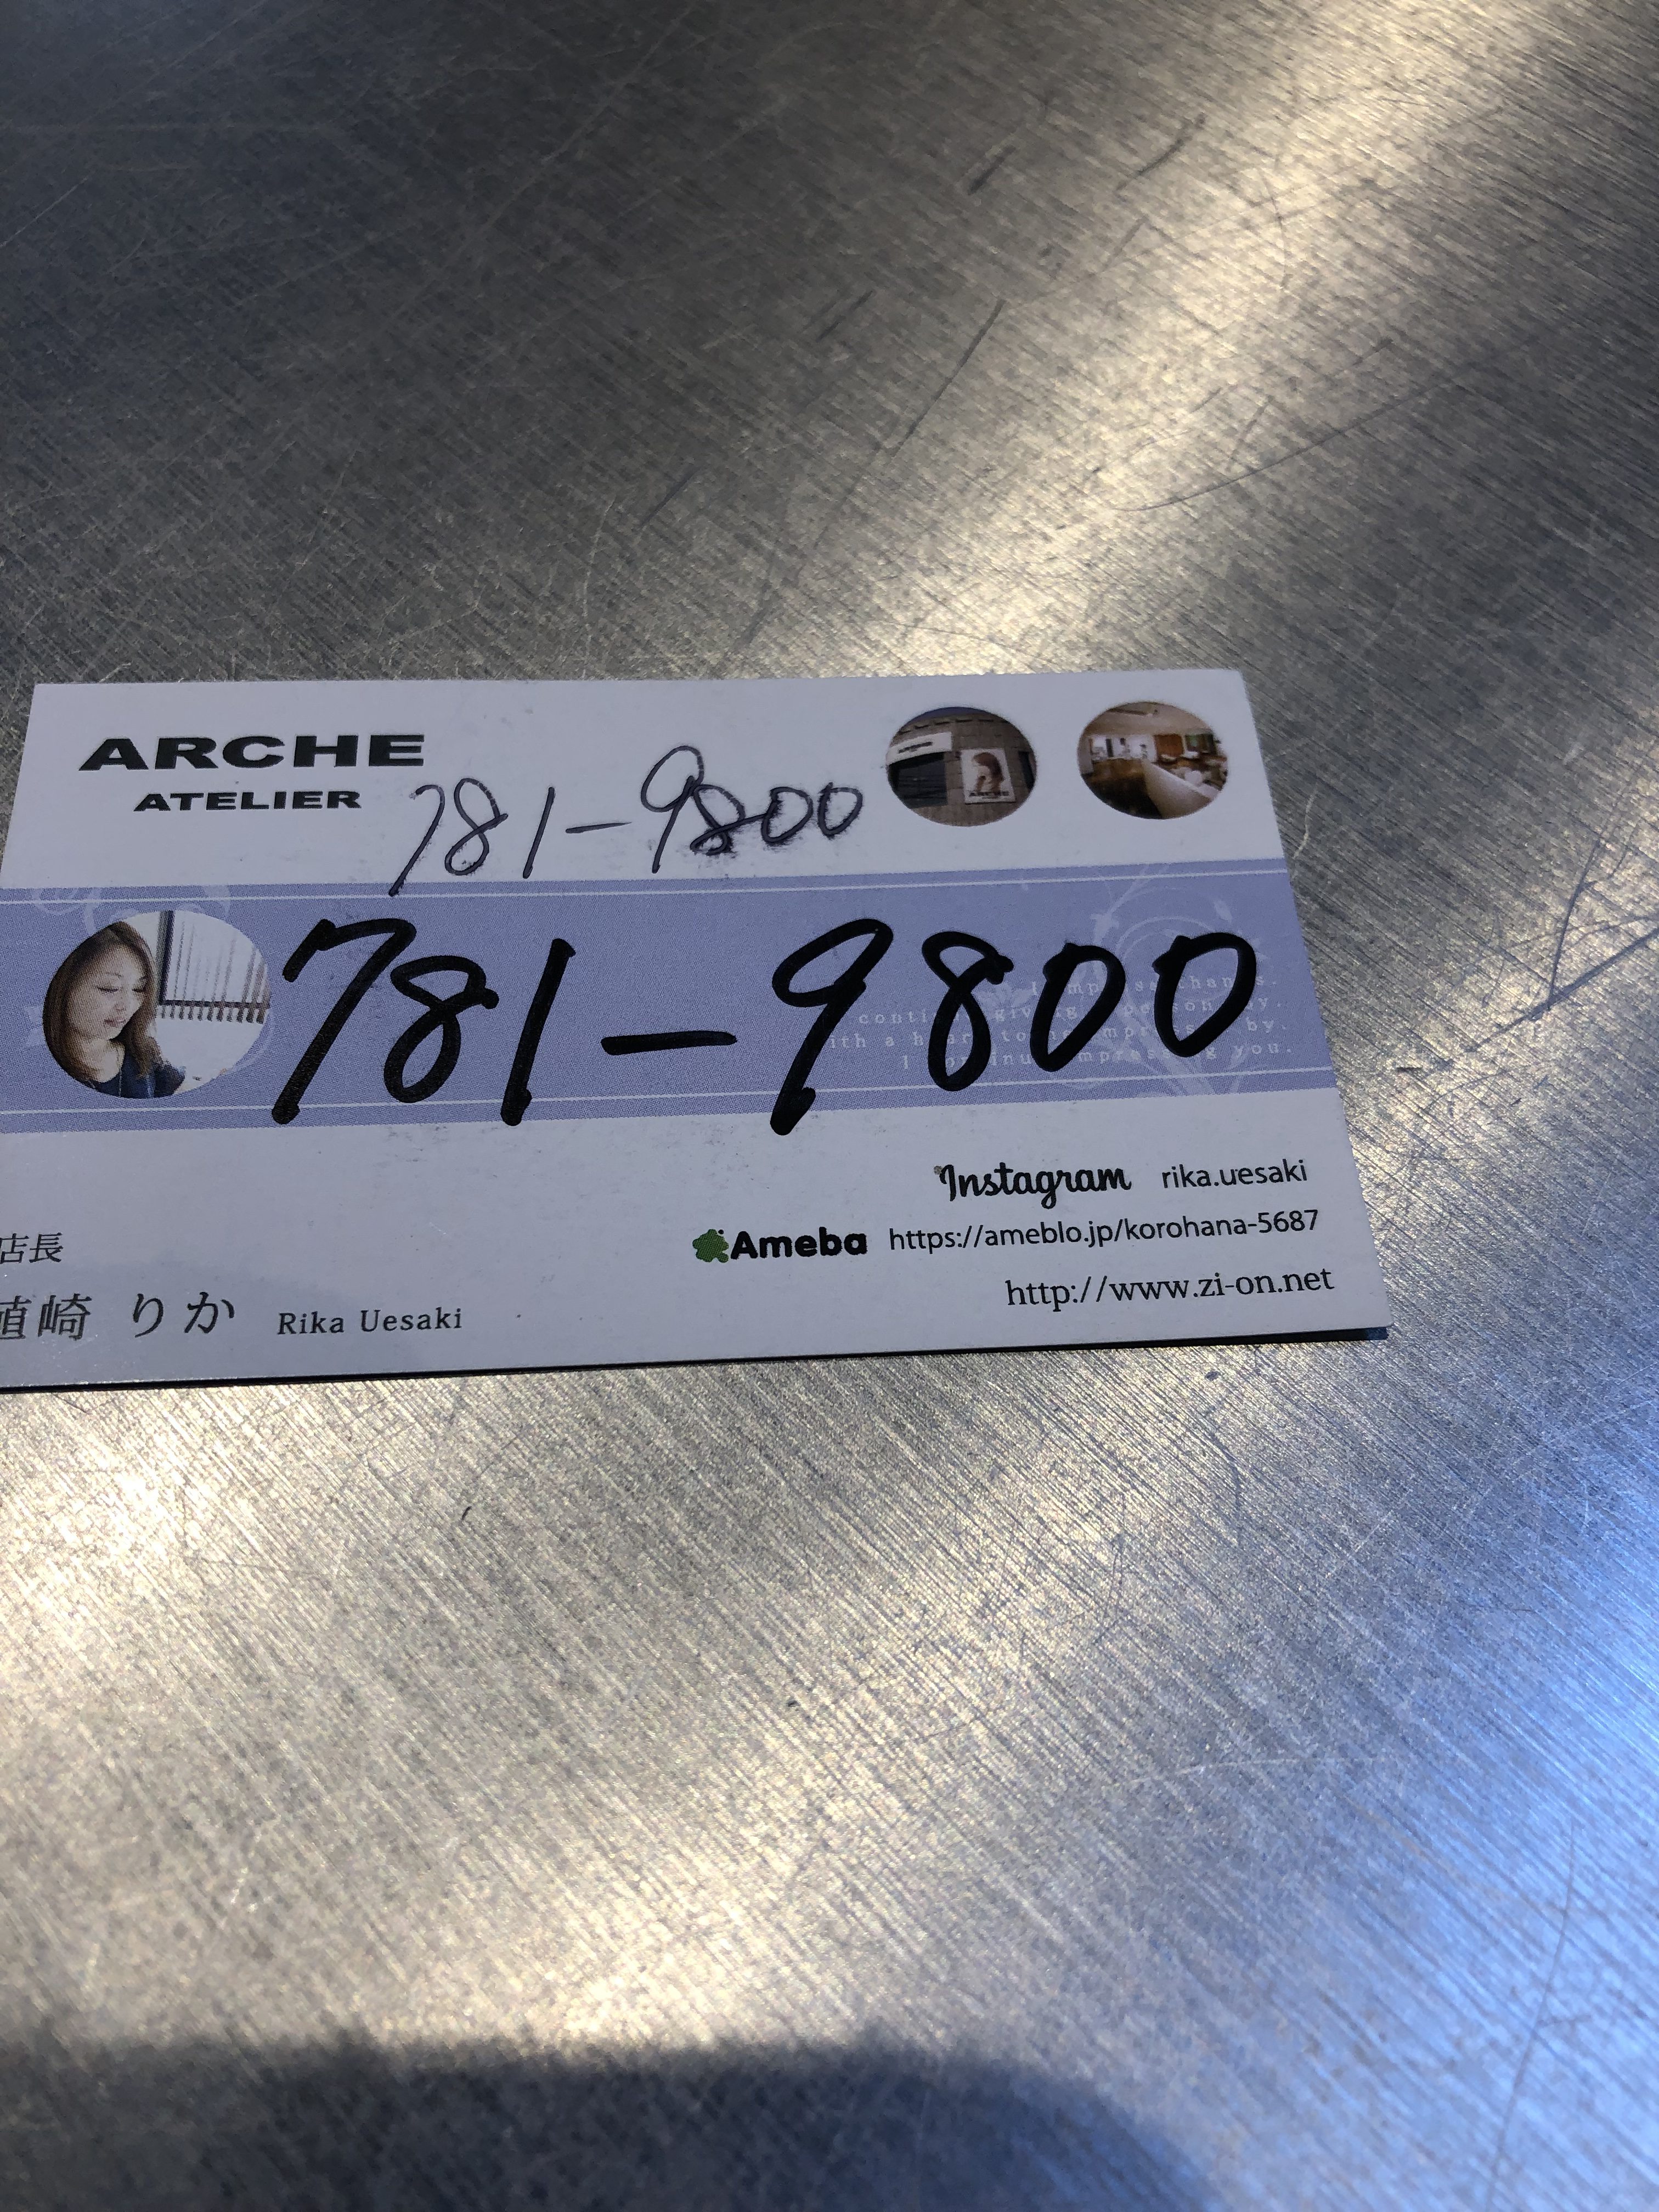 ARCHE
ATELIER
781-9800
781-9800
Instagram rika.uesaki
Ameba https://ameblo.jp/korohana-5687
http://www.zi-on.net
店長
植崎 りか Rika Uesaki